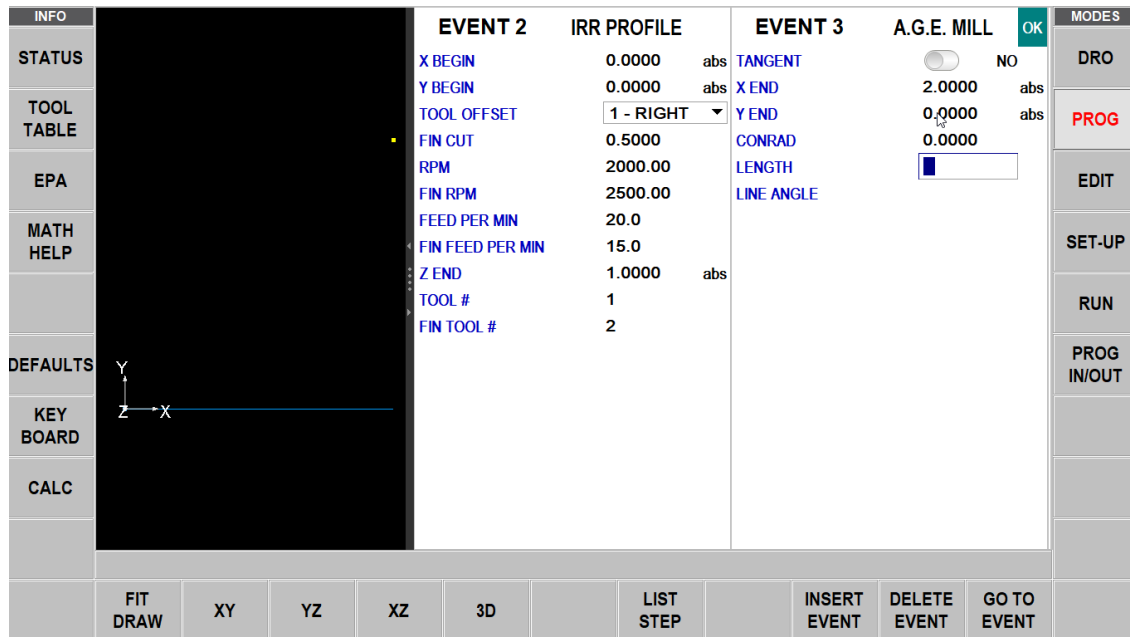 INFO
STATUS
TOOL
TABLE
EPA
MATH
HELP
DEFAULTS
KEY
BOARD
CALC
Y
Z
X
EVENT 2 IRR PROFILE
X BEGIN 0.0000 abs
Y BEGIN 0.0000 abs
TOOL OFFSET 1 - RIGHT
FIN CUT 0.5000
RPM 2000.00
FIN RPM 2500.00
FEED PER MIN 20.0
FIN FEED PER MIN 15.0
Z END 1.0000 abs
TOOL # 1
FIN TOOL # 2
EVENT 3 A.G.E. MILL OK
TANGENT NO
X END 2.0000 abs
Y END 0.0000 abs
CONRAD 0.0000
LENGTH
LINE ANGLE
MODES
DRO
PROG
EDIT
SET-UP
RUN
PROG
IN/OUT
FIT
DRAW
XY
YZ
XZ
3D
LIST
STEP
INSERT
EVENT
DELETE
EVENT
GO TO
EVENT